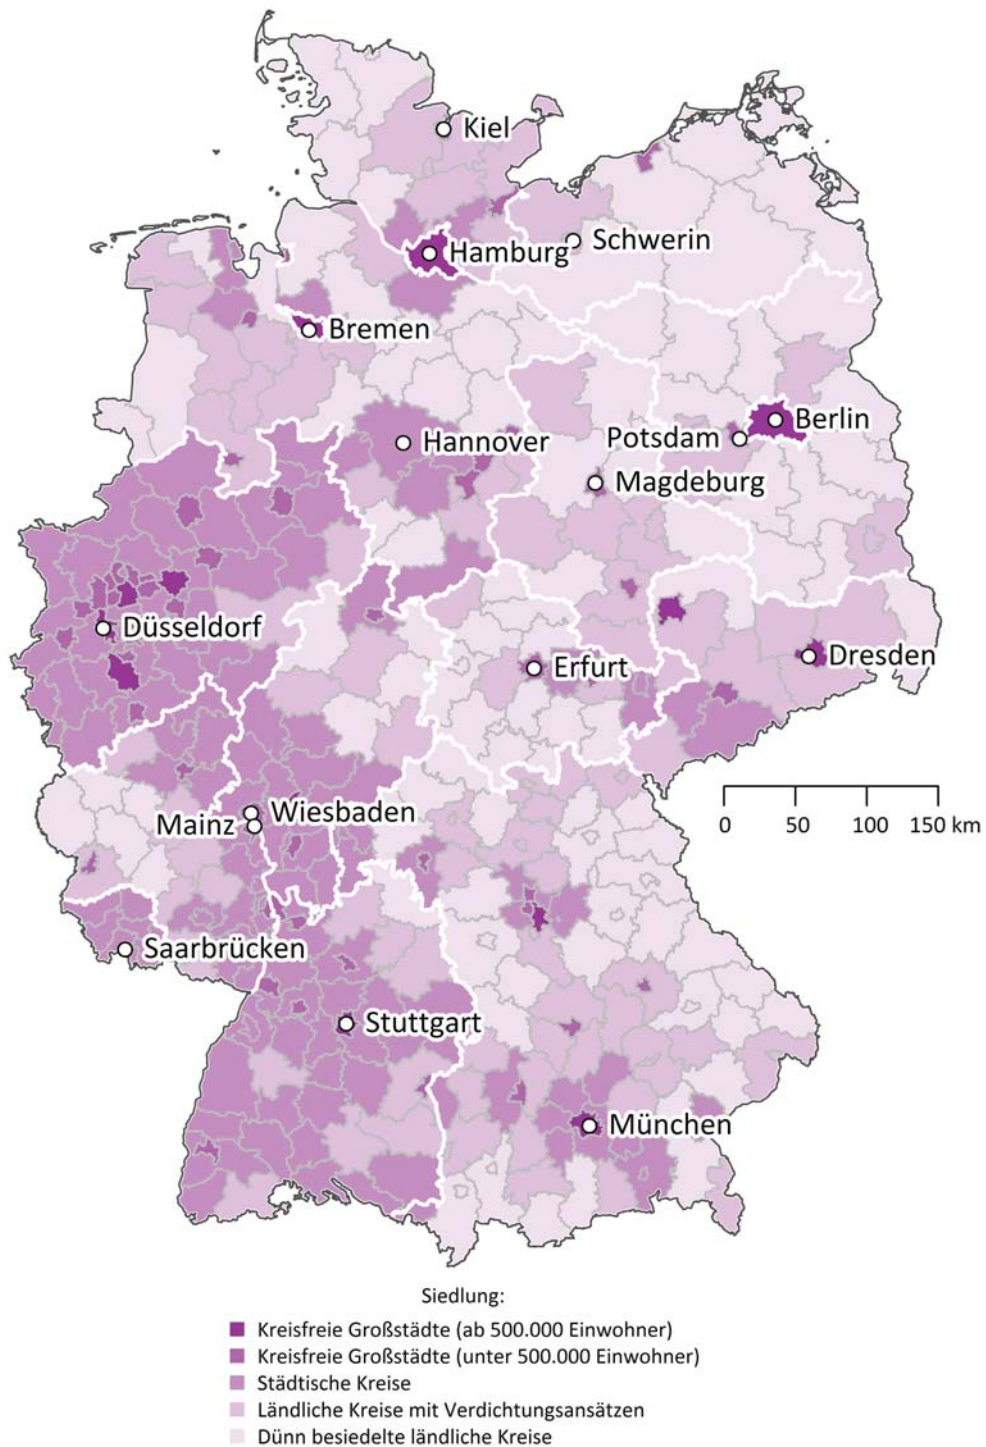 Kiel
Schwerin
Hamburg
Bremen
Berlin
Hannover
Potsdam
Magdeburg
Düsseldorf
Erfurt
Dresden
0 50 100 150 km
Wiesbaden
Mainz
Saarbrücken
Stuttgart
München
Siedlung:
Kreisfreie Großstädte (ab 500.000 Einwohner)
Kreisfreie Großstädte (unter 500.000 Einwohner)
Städtische Kreise
Ländliche Kreise mit Verdichtungsansätzen
Dünn besiedelte ländliche Kreise